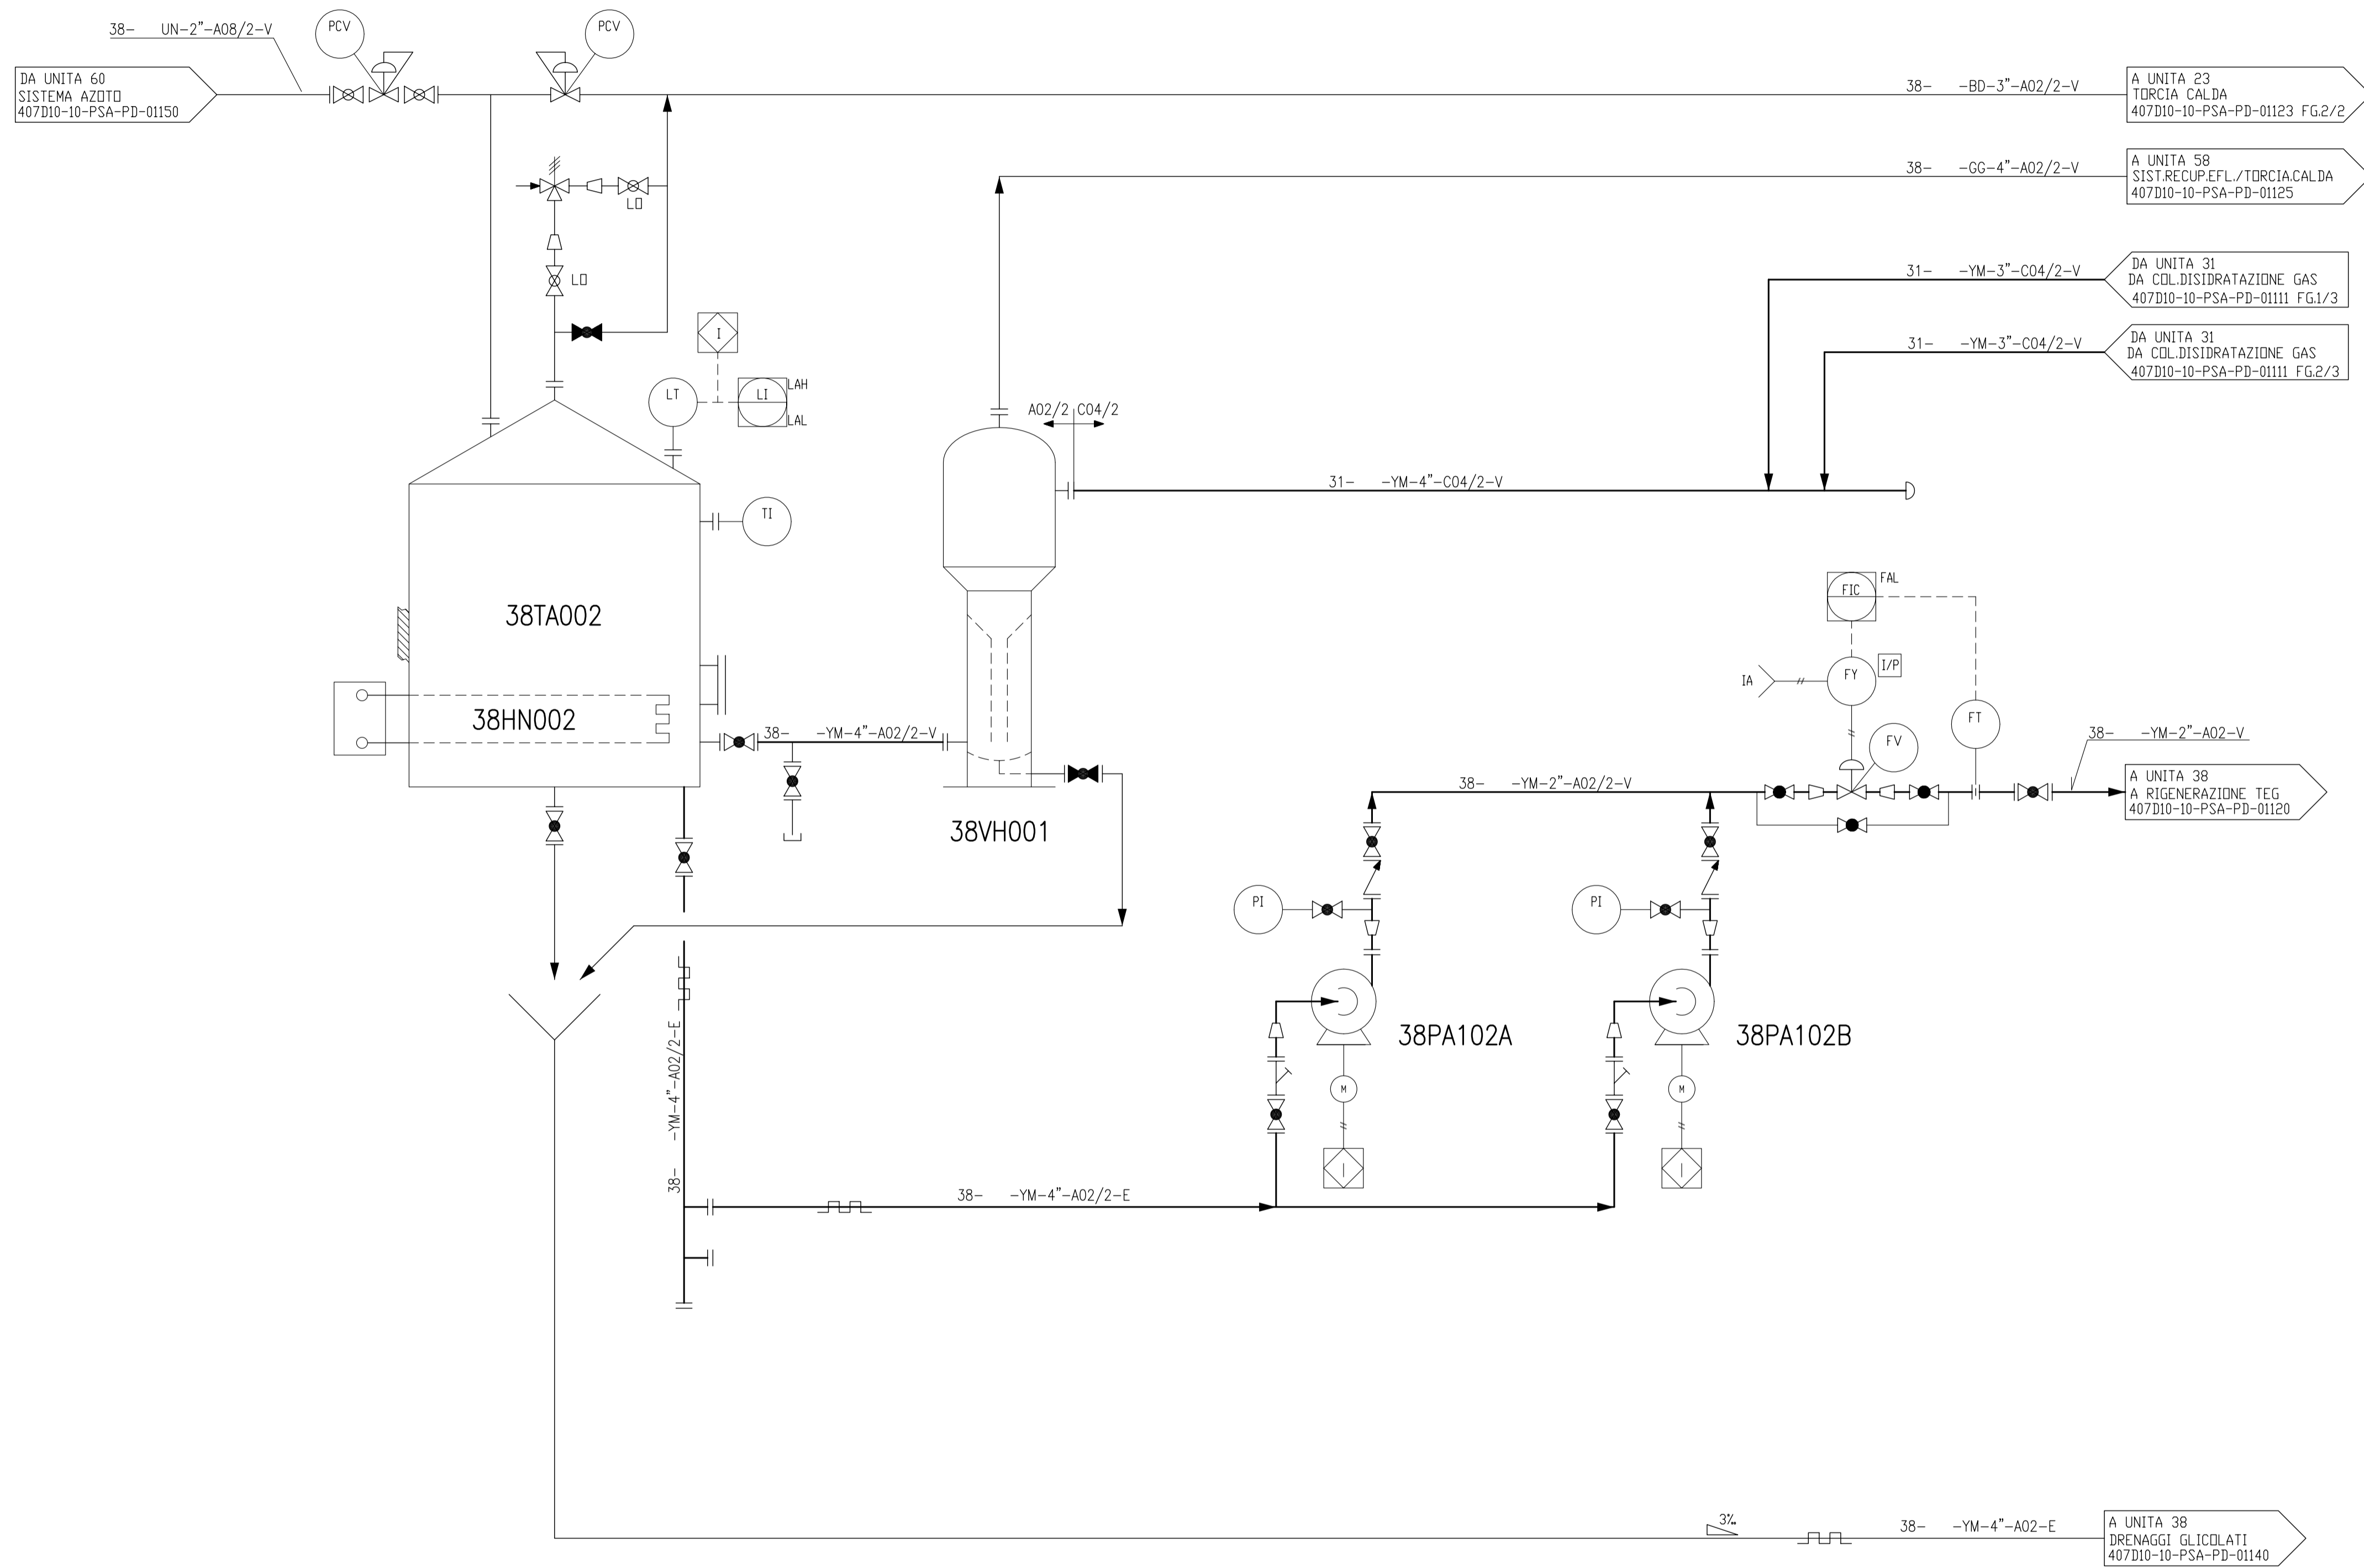 38-    UN-2"-A08/2-V
PCV
PCV
DA UNITA 60
SISTEMA AZOTO
407D10-10-PSA-PD-01150
38-    -BD-3"-A02/2-V
A UNITA 23
TORCIA CALDA
407D10-10-PSA-PD-01123 FG.2/2
38-    -GG-4"-A02/2-V
A UNITA 58
SIST.RECUP.EFL./TORCIA.CALDA
407D10-10-PSA-PD-01125
LO
LO
31-    -YM-3"-C04/2-V
DA UNITA 31
DA COL.DISIDRATAZIONE GAS
407D10-10-PSA-PD-01111 FG.1/3
31-    -YM-3"-C04/2-V
DA UNITA 31
DA COL.DISIDRATAZIONE GAS
407D10-10-PSA-PD-01111 FG.2/3
I
LT
LI
LAH
LAL
A02/2 C04/2
31-    -YM-4"-C04/2-V
TI
38TA002
38HN002
38-    -YM-4"-A02/2-V
38VH001
FIC
FAL
FY
I/P
IA
FV
FT
38-    -YM-2"-A02-V
38-    -YM-2"-A02/2-V
A UNITA 38
A RIGENERAZIONE TEG
407D10-10-PSA-PD-01120
PI
PI
38PA102A
38PA102B
M
M
I
I
38-    -YM-4"-A02/2-E
38-    -YM-4"-A02/2-E
3‰
38-    -YM-4"-A02-E
A UNITA 38
DRENAGGI GLICOLATI
407D10-10-PSA-PD-01140